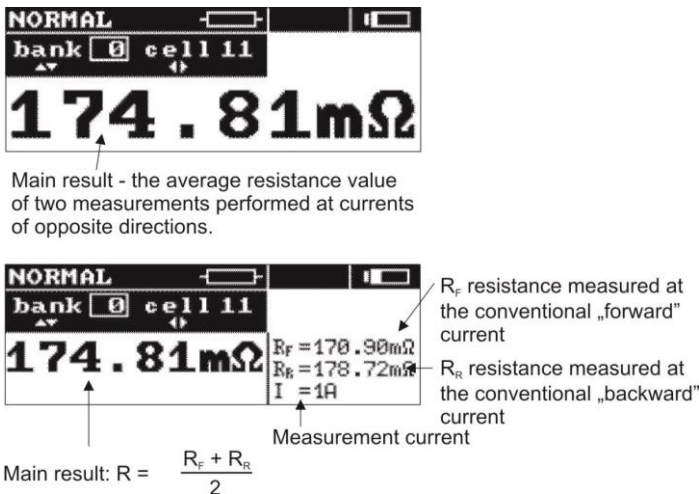 NORMAL
bank 0 cell 11
174.81mΩ
Main result - the average resistance value
of two measurements performed at currents
of opposite directions.
NORMAL
bank 0 cell 11
174.81mΩ
RF =170.90mΩ
RR =178.72mΩ
I =1A
RF resistance measured at
the conventional „forward”
current
RR resistance measured at
the conventional „backward”
current
Measurement current
Main result: R = RF + RR
2